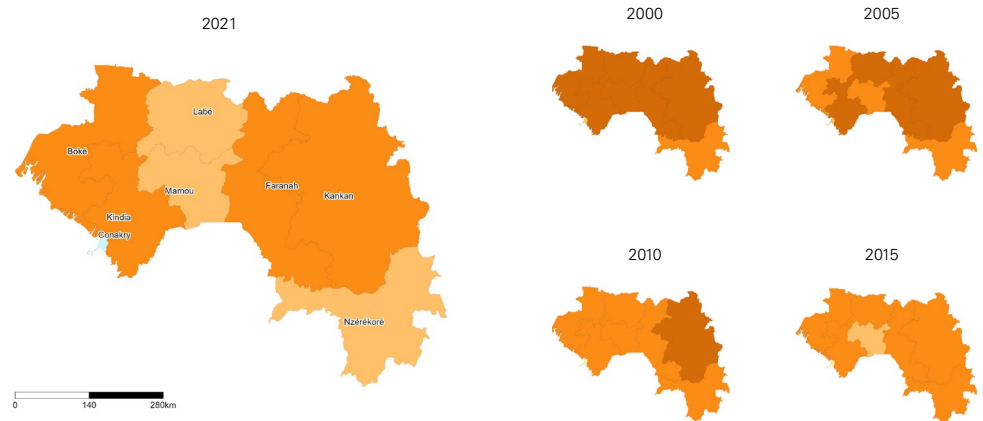 2021
Labé
Boké
Mamou
Faranah
Kankan
Kindia
Conakry
Nzérékoré
0 140 280km
2000
2005
2010
2015